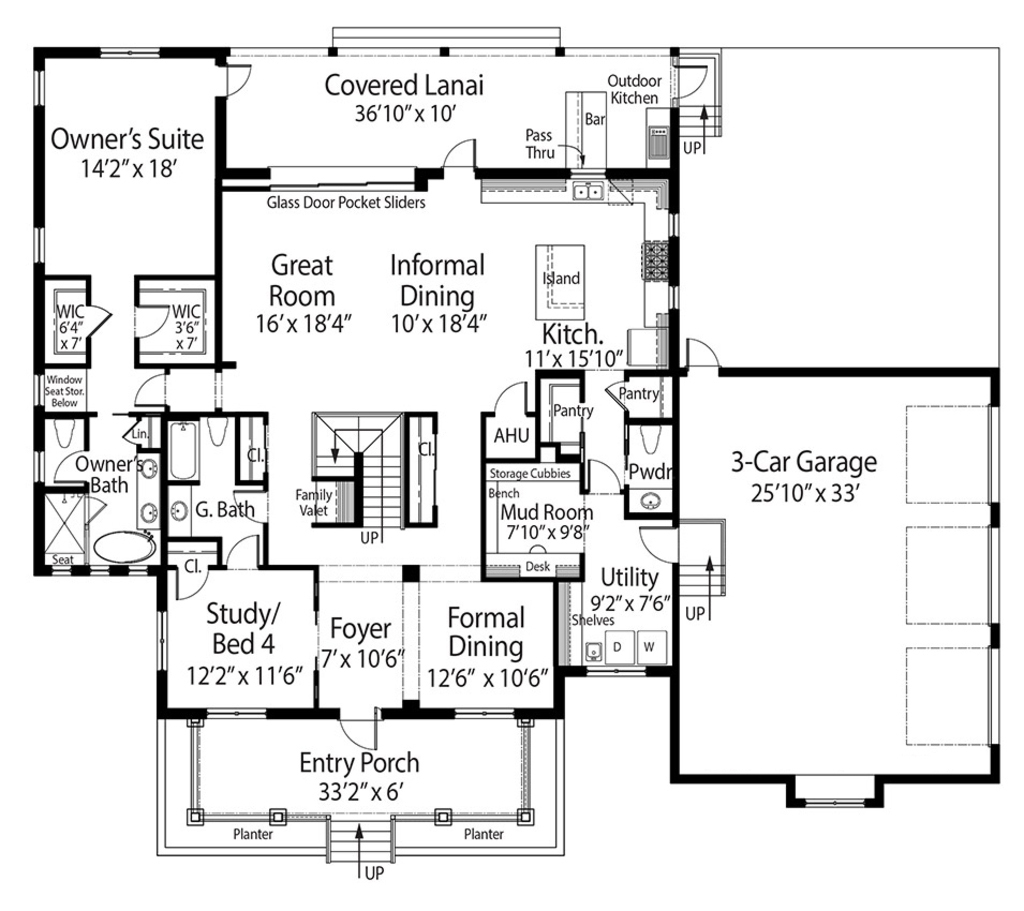 Covered Lanai
36’10” x 10’
Outdoor
Kitchen
Bar
Pass
Thru
UP
Owner’s Suite
14’2” x 18’
Glass Door Pocket Sliders
Great
Room
16’ x 18’4”
Informal
Dining
10’ x 18’4”
Island
Kitch.
11’ x 15’10”
WIC
6’4”
x 7’
WIC
3’6”
x 7’
Window
Seat Stor.
Below
Lin.
Owner’s
Bath
Seat
Cl.
G. Bath
Cl.
Family
Valet
UP
Cl.
AHU
Pantry
Pantry
Pwdr
Storage Cubbies
Bench
Mud Room
7’10” x 9’8”
Desk
Utility
9’2” x 7’6”
Shelves
D
W
UP
3-Car Garage
25’10” x 33’
Study/
Bed 4
12’2” x 11’6”
Foyer
7’ x 10’6”
Formal
Dining
12’6” x 10’6”
Entry Porch
33’2” x 6’
Planter
Planter
UP